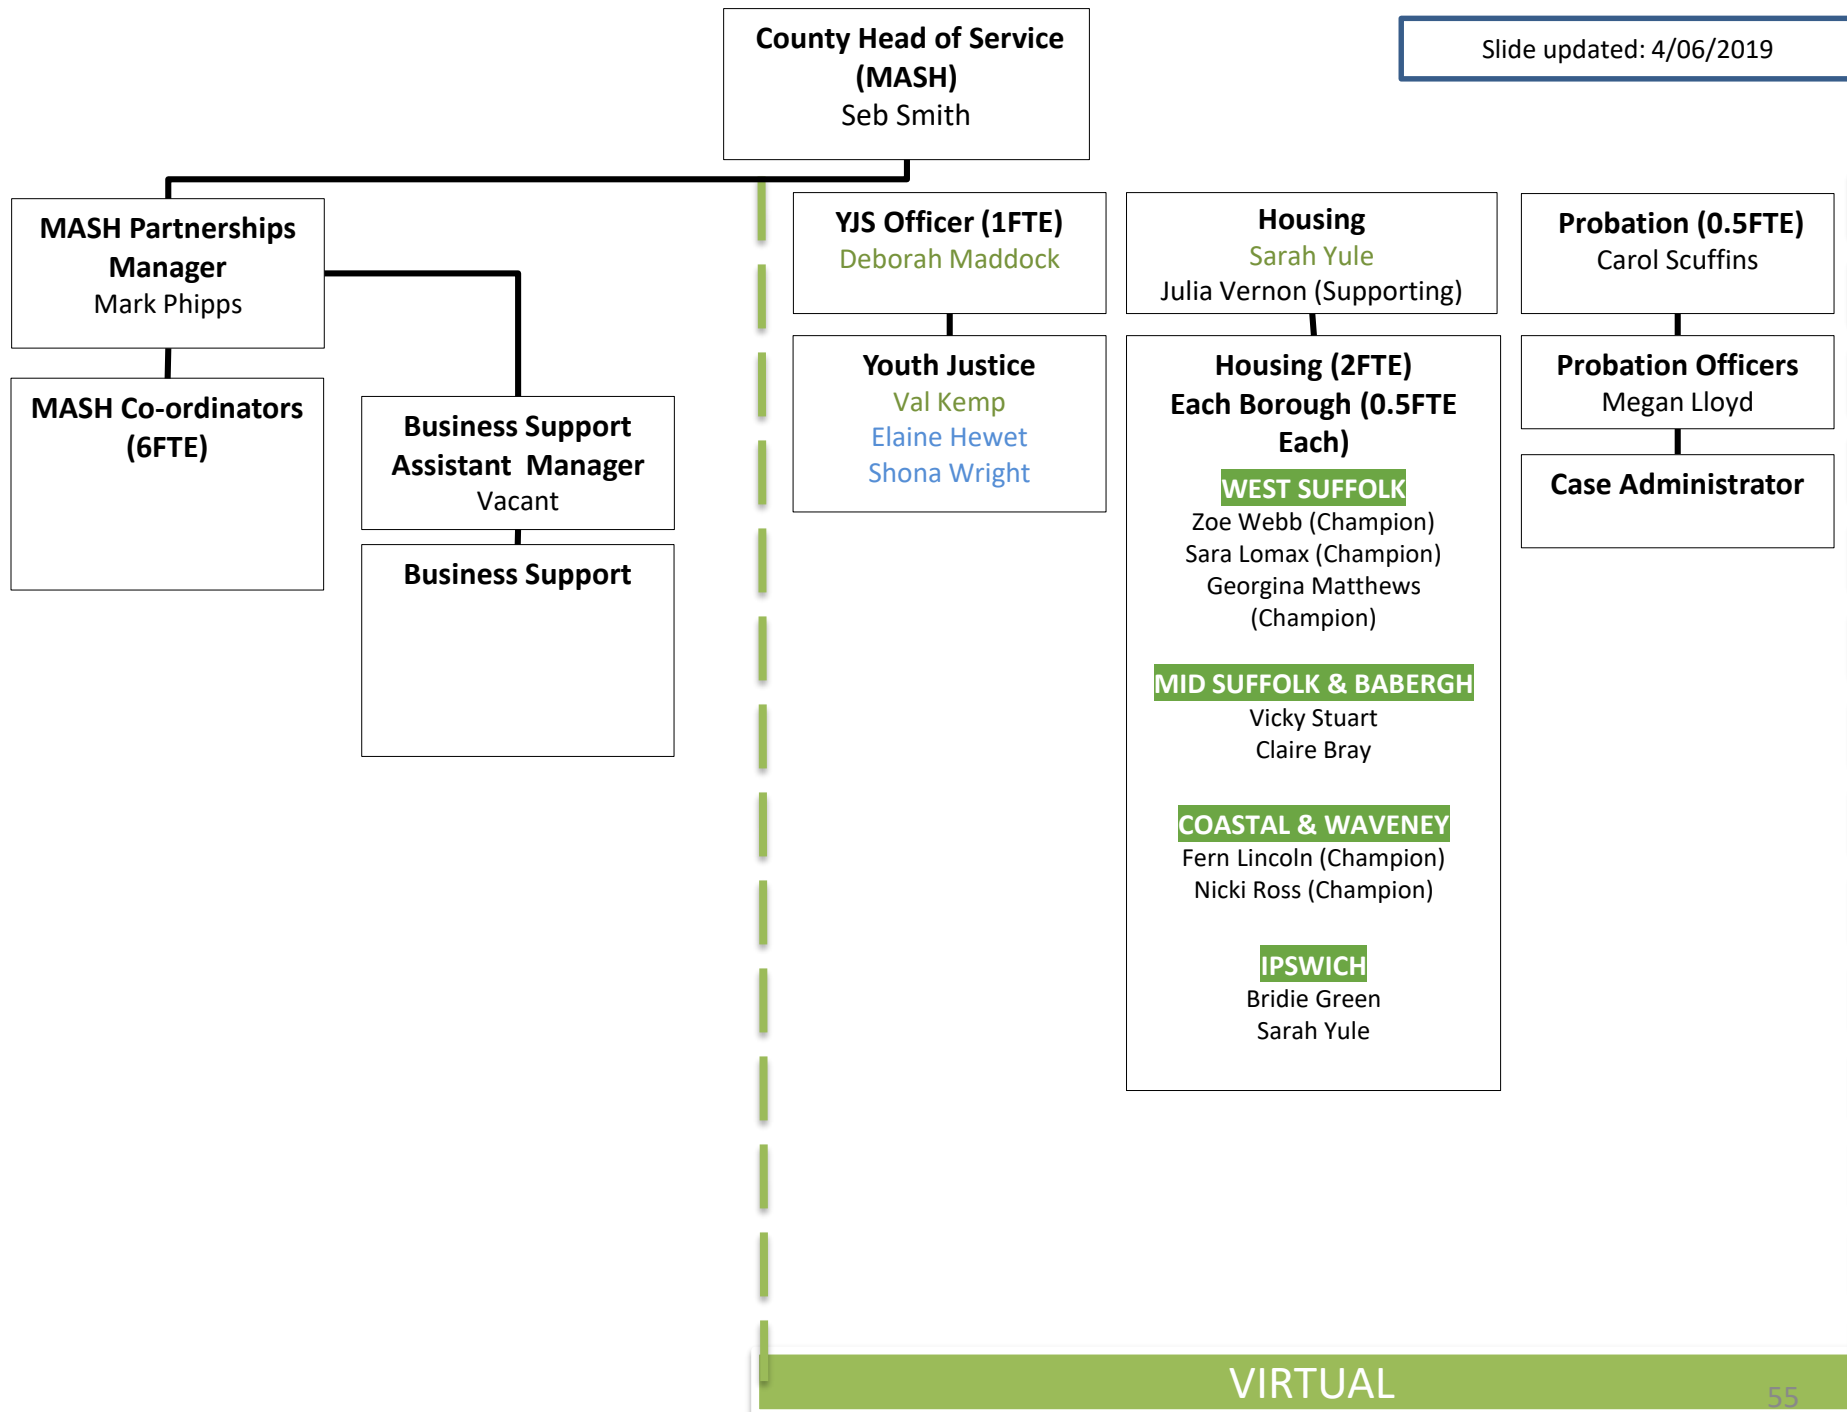 County Head of Service
(MASH)
Seb Smith
Slide updated: 4/06/2019
MASH Partnerships
Manager
Mark Phipps
MASH Co-ordinators
(6FTE)
Business Support
Assistant Manager
Vacant
Business Support
YJS Officer (1FTE)
Deborah Maddock
Youth Justice
Val Kemp
Elaine Hewet
Shona Wright
Housing
Sarah Yule
Julia Vernon (Supporting)
Housing (2FTE)
Each Borough (0.5FTE
Each)
WEST SUFFOLK
Zoe Webb (Champion)
Sara Lomax (Champion)
Georgina Matthews
(Champion)
MID SUFFOLK & BABERGH
Vicky Stuart
Claire Bray
COASTAL & WAVENEY
Fern Lincoln (Champion)
Nicki Ross (Champion)
IPSWICH
Bridie Green
Sarah Yule
Probation (0.5FTE)
Carol Scuffins
Probation Officers
Megan Lloyd
Case Administrator
VIRTUAL
55